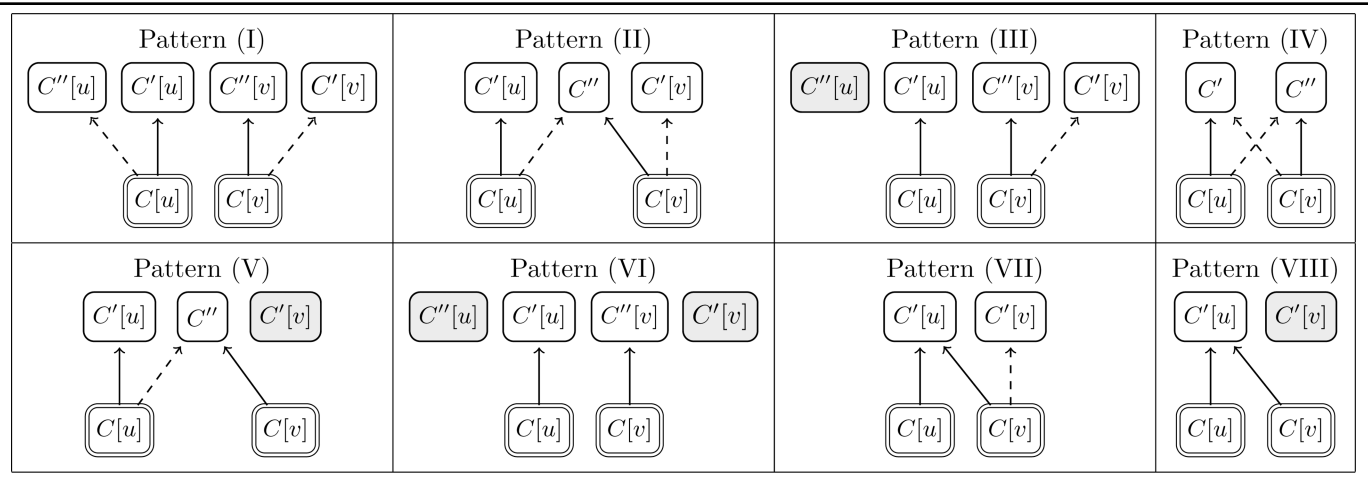 Pattern (I)
C''[u] C'[u] C''[v] C'[v]
C[u] C[v]
Pattern (II)
C'[u] C'' C'[v]
C[u] C[v]
Pattern (III)
C''[u] C'[u] C''[v] C'[v]
C[u] C[v]
Pattern (IV)
C' C''
C[u] C[v]
Pattern (V)
C'[u] C'' C'[v]
C[u] C[v]
Pattern (VI)
C''[u] C'[u] C''[v] C'[v]
C[u] C[v]
Pattern (VII)
C'[u] C'[v]
C[u] C[v]
Pattern (VIII)
C'[u] C'[v]
C[u] C[v]